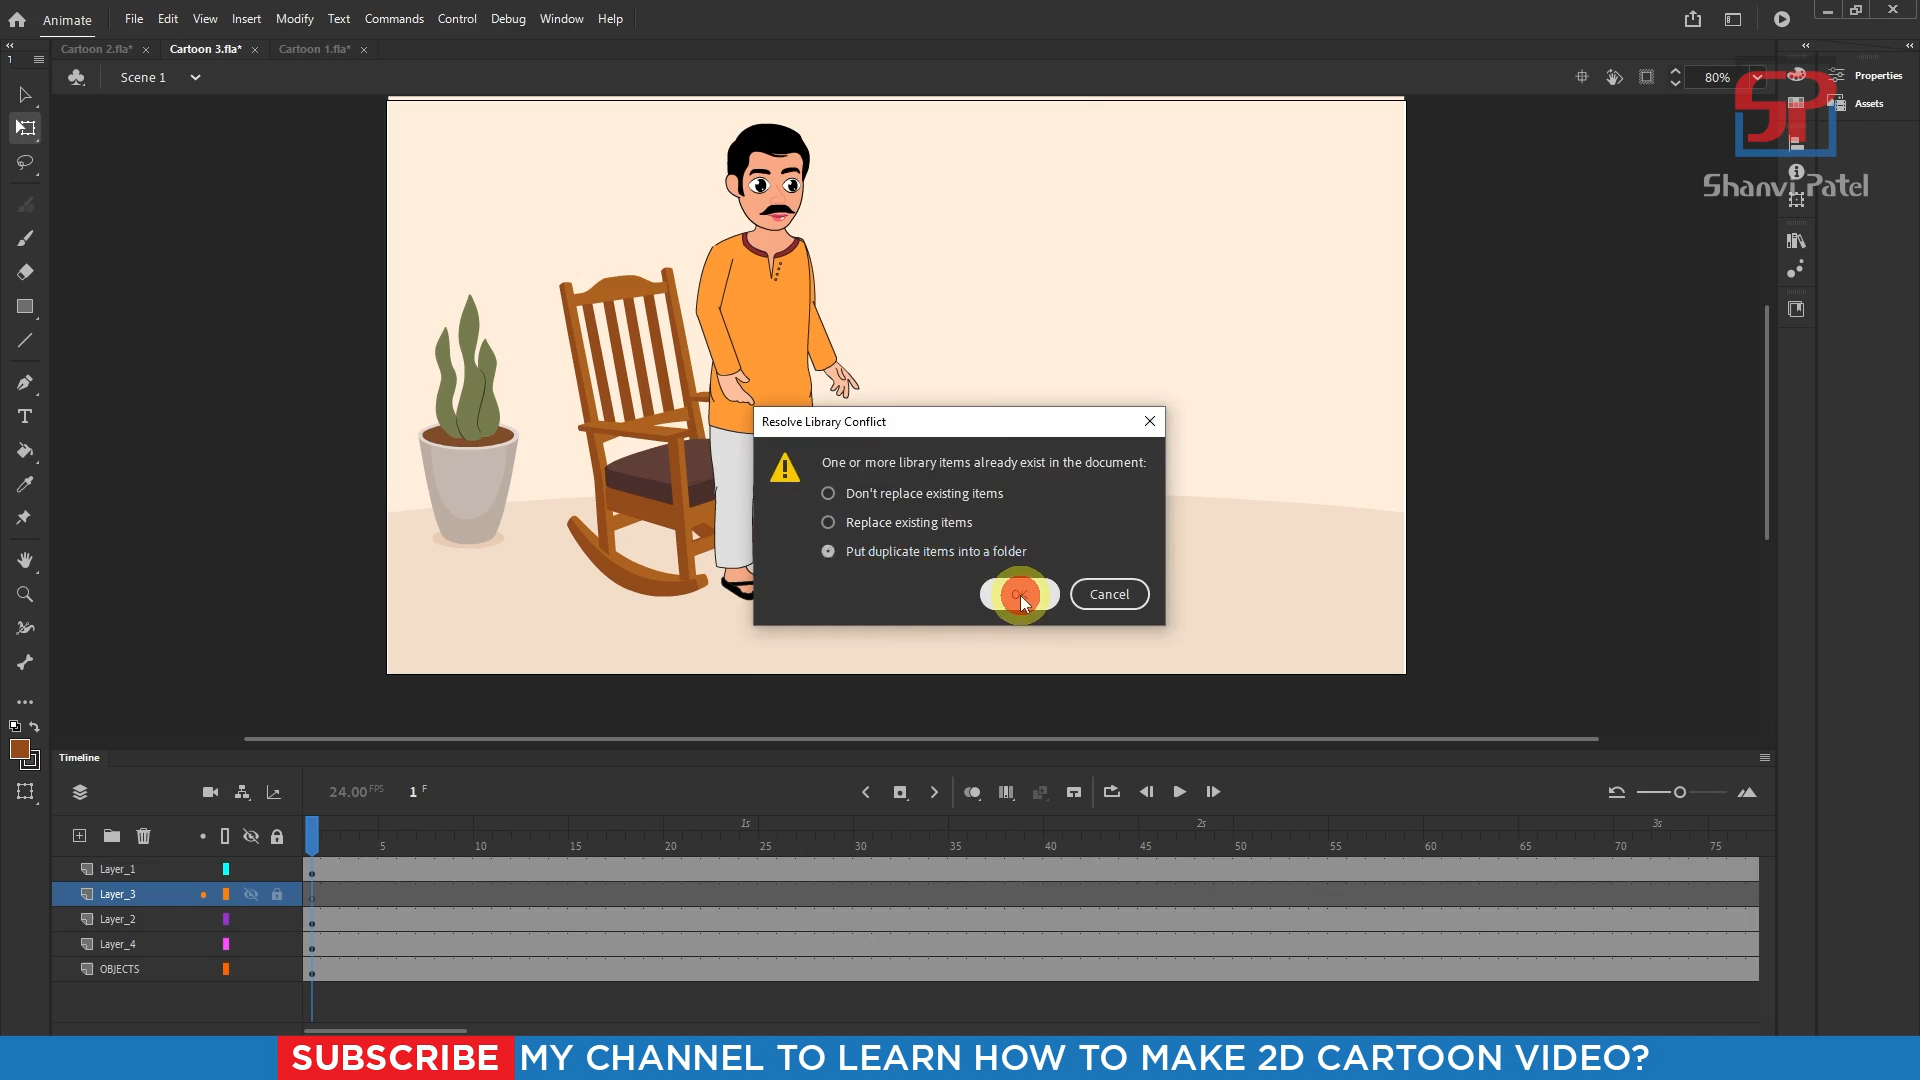 Animate File Edit View Insert Modify Text Commands Control Debug Window Help
Cartoon 2.fla* Cartoon 3.fla* Cartoon 1.fla*
Scene 1
80%
Properties
Assets
SP
Shanvi Patel
Resolve Library Conflict
One or more library items already exist in the document:
Don't replace existing items
Replace existing items
Put duplicate items into a folder
OK Cancel
Timeline
24.00 FPS 1 F
1s 2s 3s
5 10 15 20 25 30 35 40 45 50 55 60 65 70 75
Layer_1
Layer_3
Layer_2
Layer_4
OBJECTS
SUBSCRIBE MY CHANNEL TO LEARN HOW TO MAKE 2D CARTOON VIDEO?